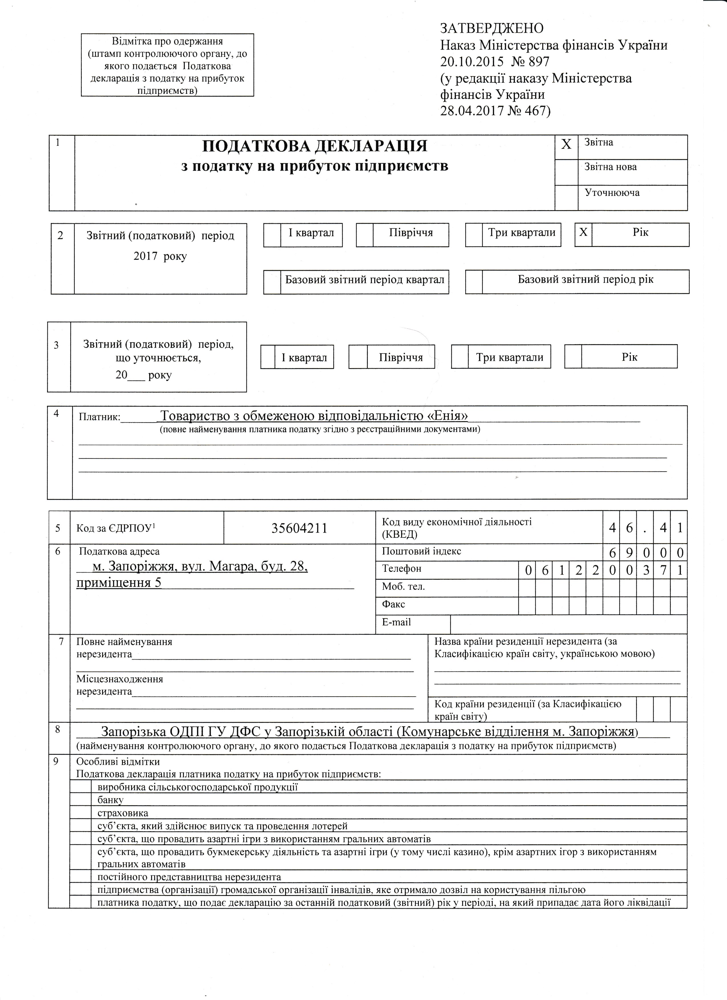 Відмітка про одержання
(штамп контролюючого органу, до
якого подається Податкова
декларація з податку на прибуток
підприємств)
ЗАТВЕРДЖЕНО
Наказ Міністерства фінансів України
20.10.2015 № 897
(у редакції наказу Міністерства
фінансів України
28.04.2017 № 467)
1
ПОДАТКОВА ДЕКЛАРАЦІЯ
з податку на прибуток підприємств
X Звітна
Звітна нова
Уточнююча
2
Звітний (податковий) період
2017 року
І квартал
Півріччя
Три квартали
X Рік
Базовий звітний період квартал
Базовий звітний період рік
3
Звітний (податковий) період,
що уточнюється,
20___ року
І квартал
Півріччя
Три квартали
Рік
4
Платник: Товариство з обмеженою відповідальністю «Енія»
(повне найменування платника податку згідно з реєстраційними документами)
5
Код за ЄДРПОУ1
35604211
Код виду економічної діяльності
(КВЕД)
4 6 . 4 1
6
Податкова адреса
м. Запоріжжя, вул. Магара, буд. 28,
приміщення 5
Поштовий індекс 6 9 0 0 0
Телефон 0 6 1 2 2 0 0 3 7 1
Моб. тел.
Факс
E-mail
7
Повне найменування
нерезидента
Місцезнаходження
нерезидента
Назва країни резиденції нерезидента (за
Класифікацією країн світу, українською мовою)
Код країни резиденції (за Класифікацією
країн світу)
8
Запорізька ОДПІ ГУ ДФС у Запорізькій області (Комунарське відділення м. Запоріжжя)
(найменування контролюючого органу, до якого подається Податкова декларація з податку на прибуток підприємств)
9
Особливі відмітки
Податкова декларація платника податку на прибуток підприємств:
виробника сільськогосподарської продукції
банку
страховика
суб’єкта, який здійснює випуск та проведення лотерей
суб’єкта, що провадить азартні ігри з використанням гральних автоматів
суб’єкта, що провадить букмекерську діяльність та азартні ігри (у тому числі казино), крім азартних ігор з використанням
гральних автоматів
постійного представництва нерезидента
підприємства (організації) громадської організації інвалідів, яке отримало дозвіл на користування пільгою
платника податку, що подає декларацію за останній податковий (звітний) рік у періоді, на який припадає дата його ліквідації